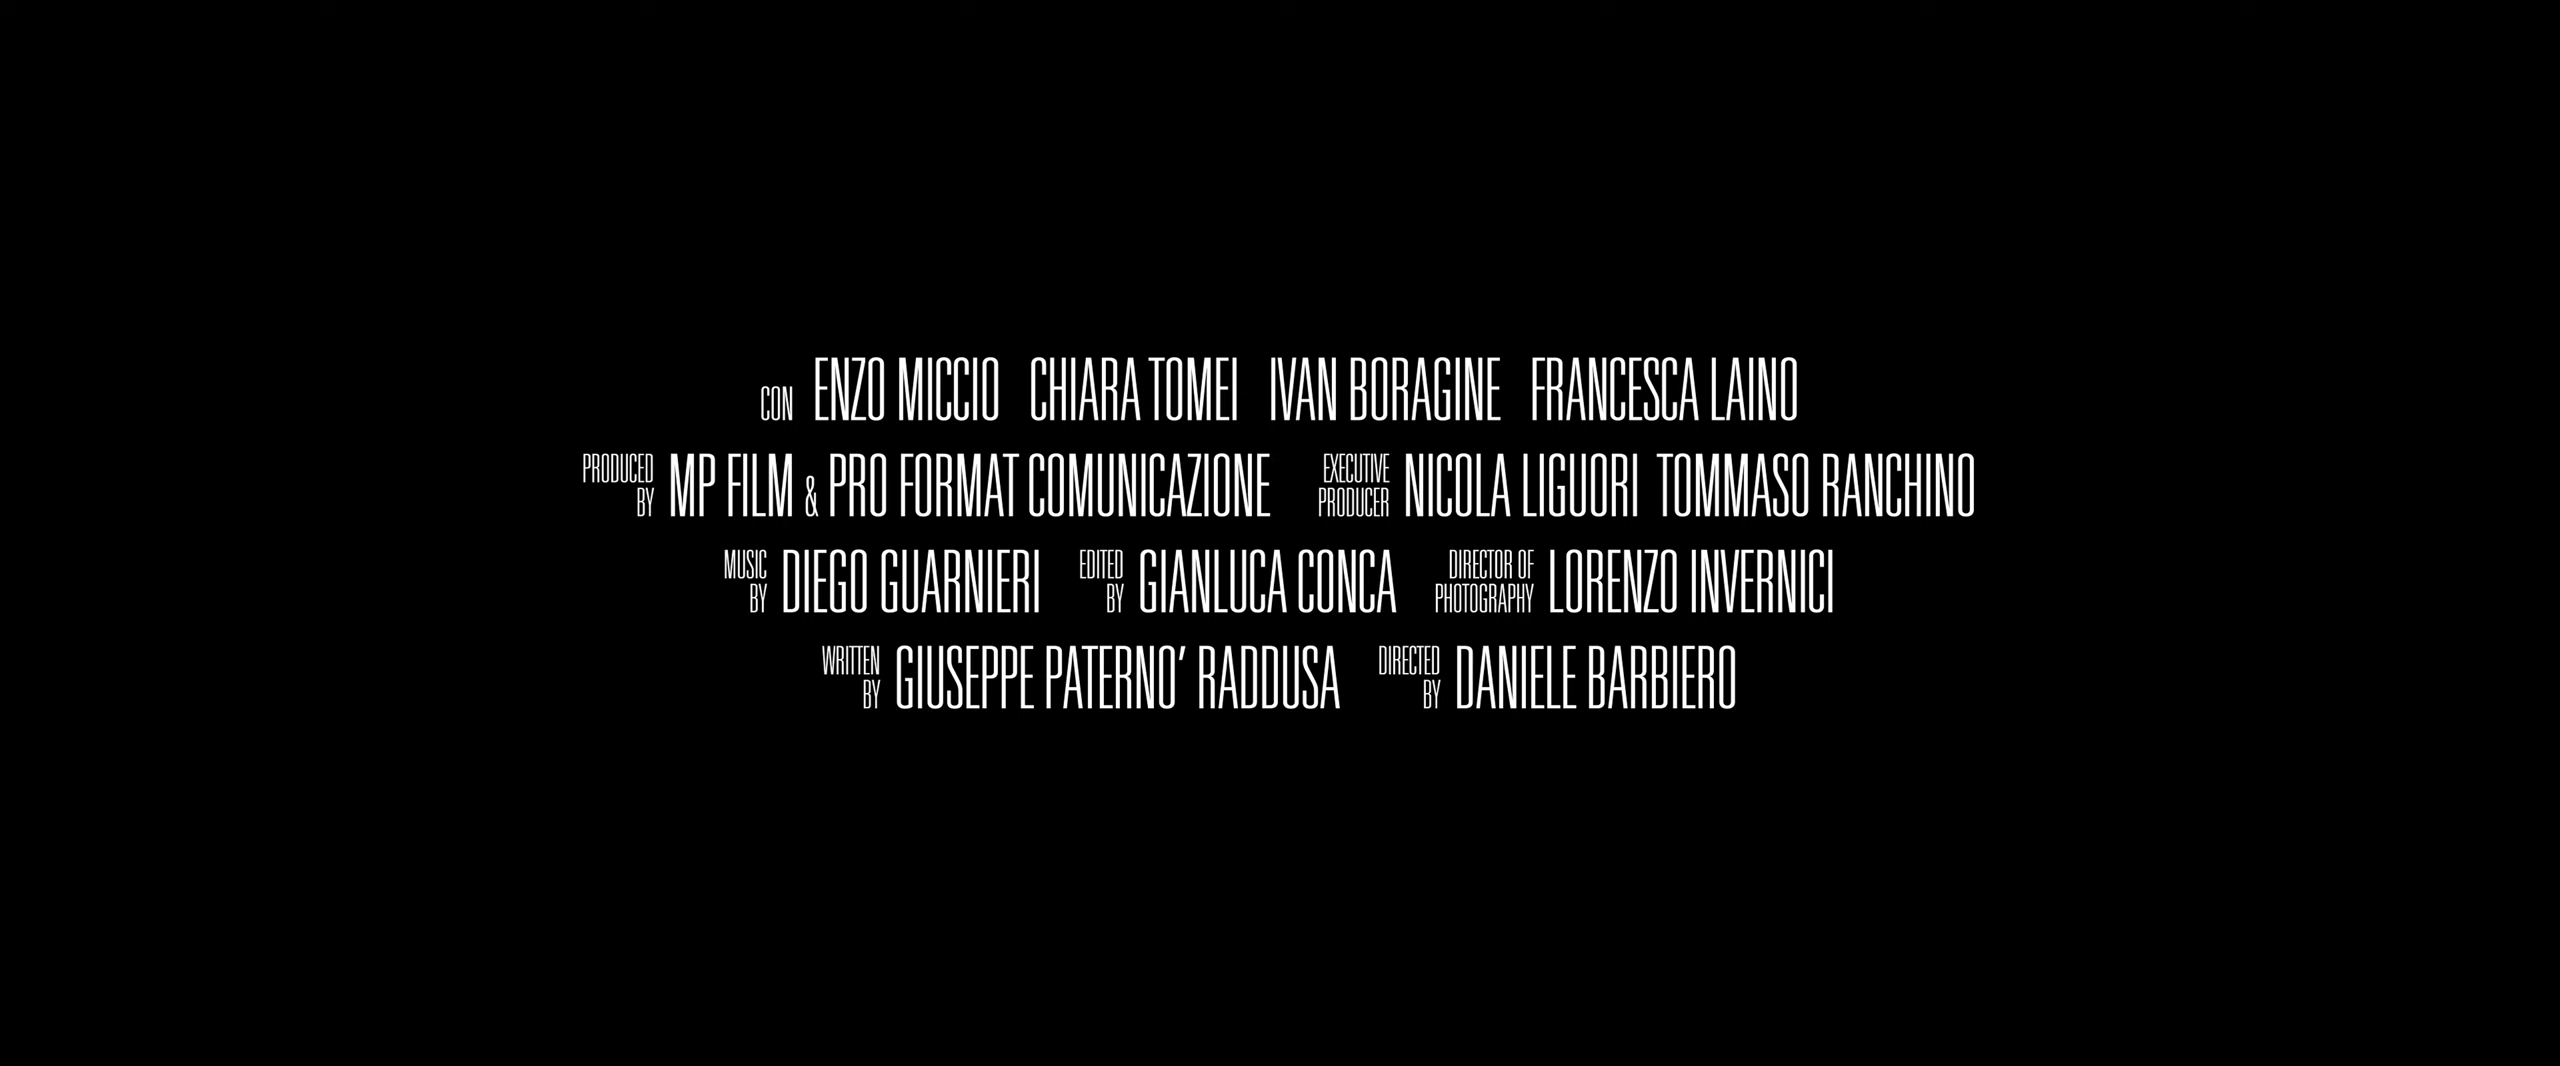 CON ENZO MICCIO CHIARA TOMEI IVAN BORAGINE FRANCESCA LAINO
PRODUCED BY MP FILM & PRO FORMAT COMUNICAZIONE EXECUTIVE PRODUCER NICOLA LIGUORI TOMMASO RANCHINO
MUSIC BY DIEGO GUARNIERI EDITED BY GIANLUCA CONCA DIRECTOR OF PHOTOGRAPHY LORENZO INVERNICI
WRITTEN BY GIUSEPPE PATERNO’ RADDUSA DIRECTED BY DANIELE BARBIERO